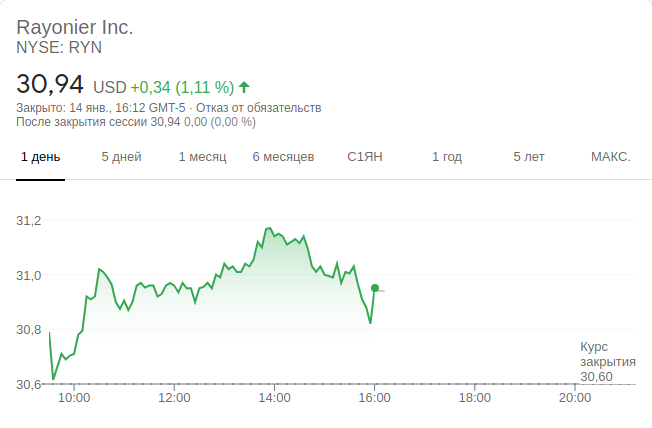 Rayonier Inc.
NYSE: RYN
30,94 USD +0,34 (1,11 %)
Закрыто: 14 янв., 16:12 GMT-5 · Отказ от обязательств
После закрытия сессии 30,94 0,00 (0,00 %)
1 день 5 дней 1 месяц 6 месяцев С1ЯН 1 год 5 лет МАКС.
31,2
31,0
30,8
30,6
Курс
закрытия
30,60
10:00 12:00 14:00 16:00 18:00 20:00